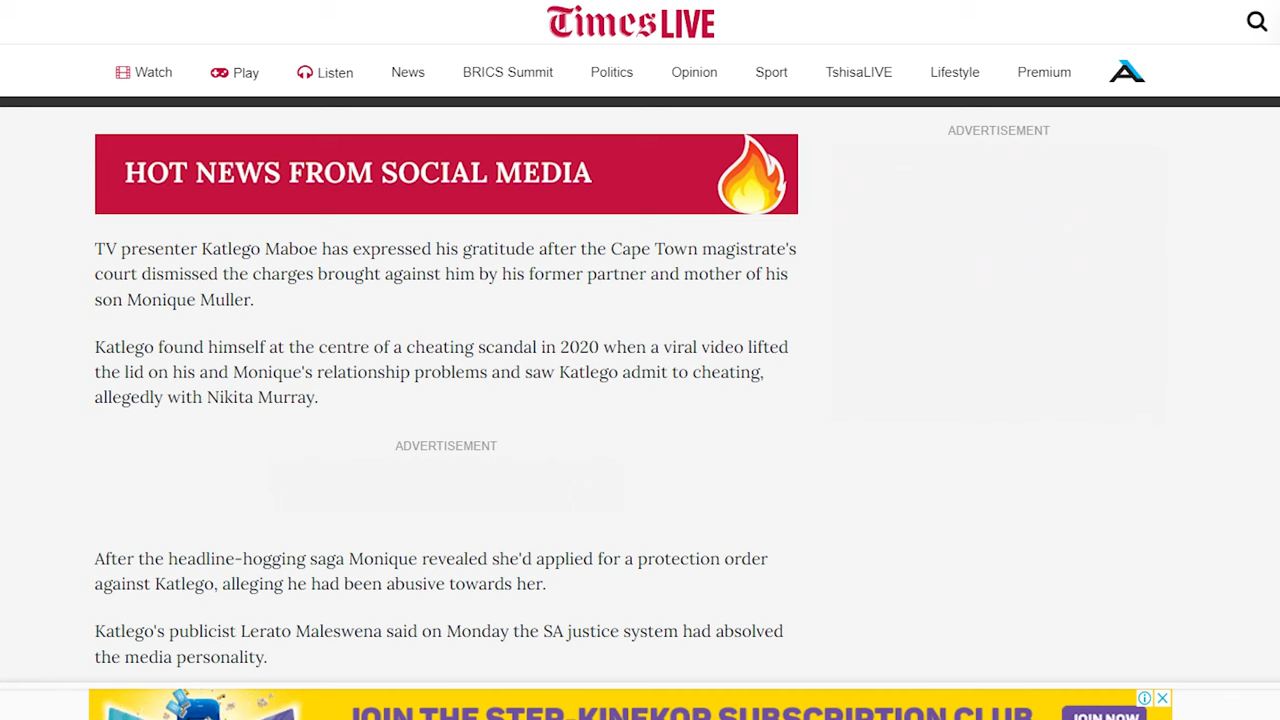 Times LIVE
Watch Play Listen News BRICS Summit Politics Opinion Sport TshisaLIVE Lifestyle Premium
ADVERTISEMENT
HOT NEWS FROM SOCIAL MEDIA
TV presenter Katlego Maboe has expressed his gratitude after the Cape Town magistrate's
court dismissed the charges brought against him by his former partner and mother of his
son Monique Muller.
Katlego found himself at the centre of a cheating scandal in 2020 when a viral video lifted
the lid on his and Monique's relationship problems and saw Katlego admit to cheating,
allegedly with Nikita Murray.
ADVERTISEMENT
After the headline-hogging saga Monique revealed she'd applied for a protection order
against Katlego, alleging he had been abusive towards her.
Katlego's publicist Lerato Maleswena said on Monday the SA justice system had absolved
the media personality.
JOIN THE STER-KINEKOR SUBSCRIPTION CLUB
JOIN NOW